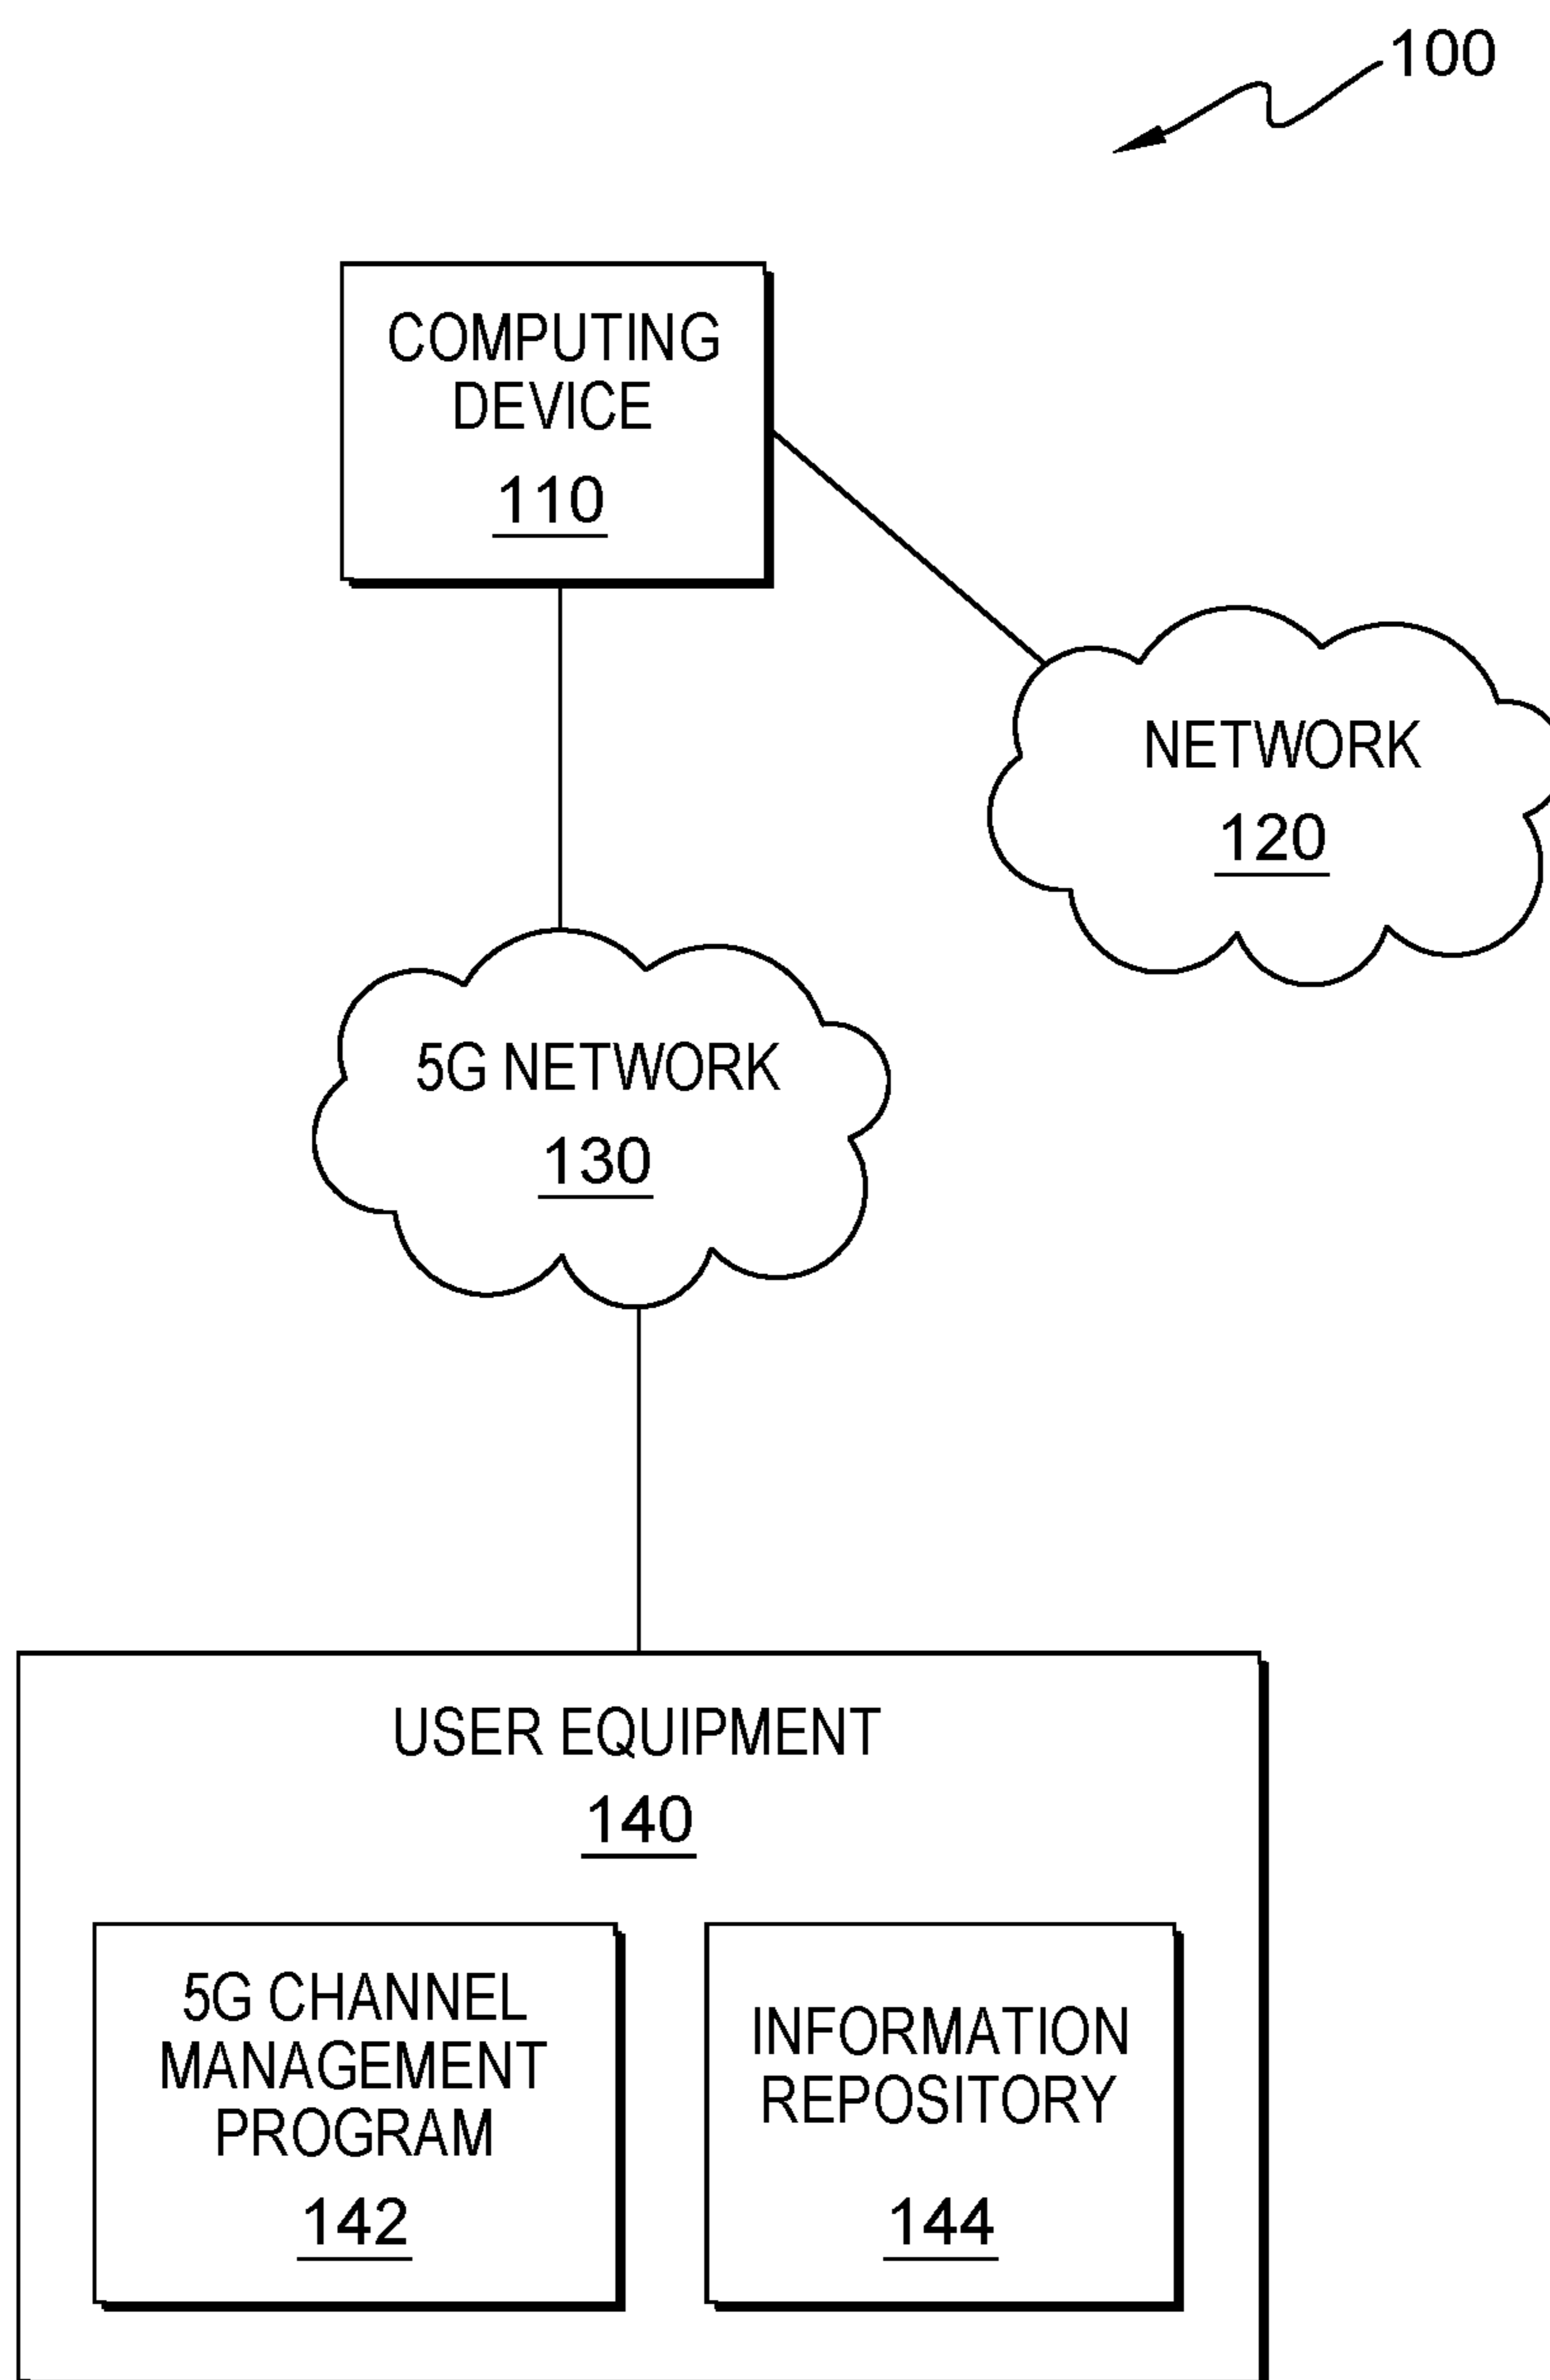 100
COMPUTING
DEVICE
110
NETWORK
120
5G NETWORK
130
USER EQUIPMENT
140
5G CHANNEL
MANAGEMENT
PROGRAM
142
INFORMATION
REPOSITORY
144